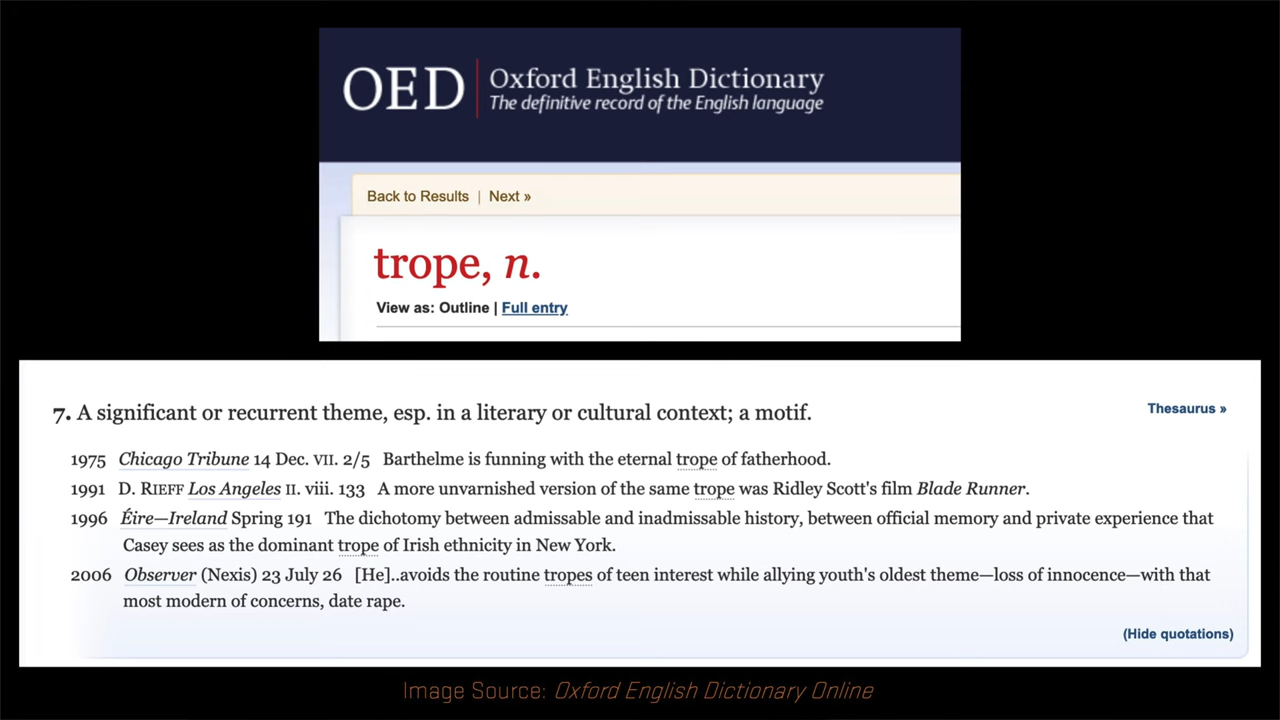 OED
Oxford English Dictionary
The definitive record of the English language
Back to Results | Next »
trope, n.
View as: Outline | Full entry
7. A significant or recurrent theme, esp. in a literary or cultural context; a motif.
Thesaurus »
1975 Chicago Tribune 14 Dec. VII. 2/5 Barthelme is funning with the eternal trope of fatherhood.
1991 D. RIEFF Los Angeles II. viii. 133 A more unvarnished version of the same trope was Ridley Scott's film Blade Runner.
1996 Éire—Ireland Spring 191 The dichotomy between admissable and inadmissable history, between official memory and private experience that
Casey sees as the dominant trope of Irish ethnicity in New York.
2006 Observer (Nexis) 23 July 26 [He]..avoids the routine tropes of teen interest while allying youth's oldest theme—loss of innocence—with that
most modern of concerns, date rape.
(Hide quotations)
Image Source: Oxford English Dictionary Online